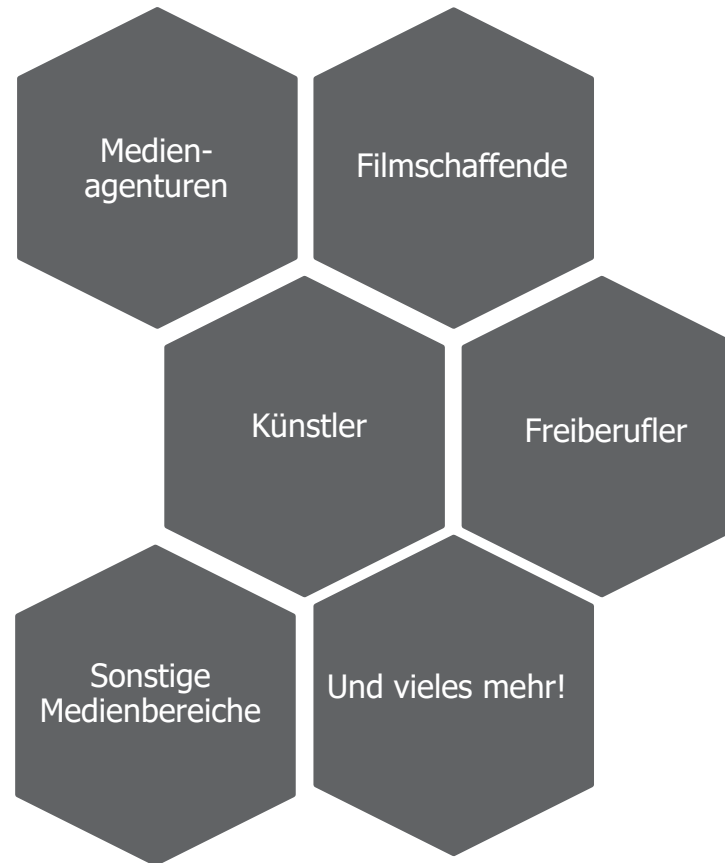 Medien-
agenturen
Filmschaffende
Künstler
Freiberufler
Sonstige
Medienbereiche
Und vieles mehr!